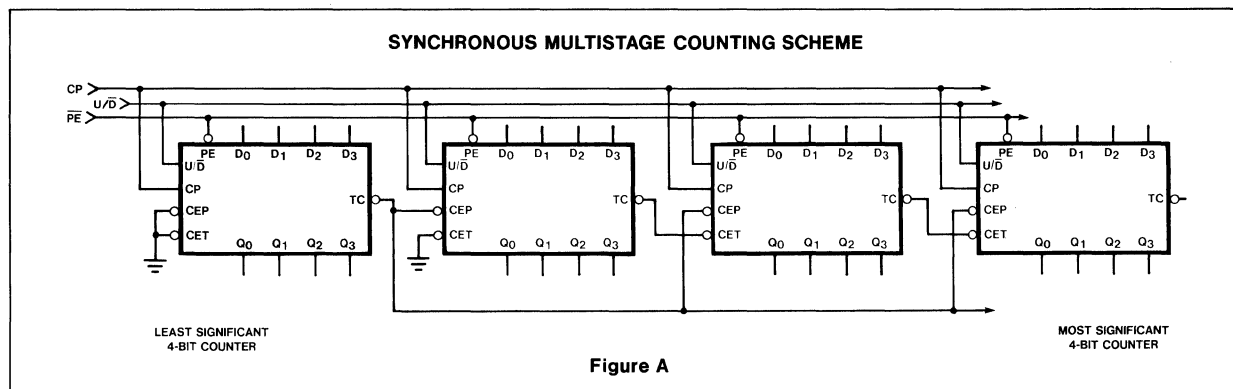 SYNCHRONOUS MULTISTAGE COUNTING SCHEME
CP
U/D̅
P̅E̅
PE D0 D1 D2 D3
U/D̅
CP
TC
CEP
CET
Q0 Q1 Q2 Q3
PE D0 D1 D2 D3
U/D̅
CP
TC
CEP
CET
Q0 Q1 Q2 Q3
PE D0 D1 D2 D3
U/D̅
CP
TC
CEP
CET
Q0 Q1 Q2 Q3
PE D0 D1 D2 D3
U/D̅
CP
TC
CEP
CET
Q0 Q1 Q2 Q3
LEAST SIGNIFICANT
4-BIT COUNTER
MOST SIGNIFICANT
4-BIT COUNTER
Figure A